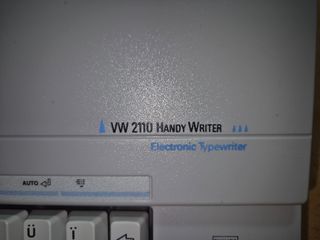 VW 2110 HANDY WRITER
Electronic Typewriter
AUTO
Ü Ï